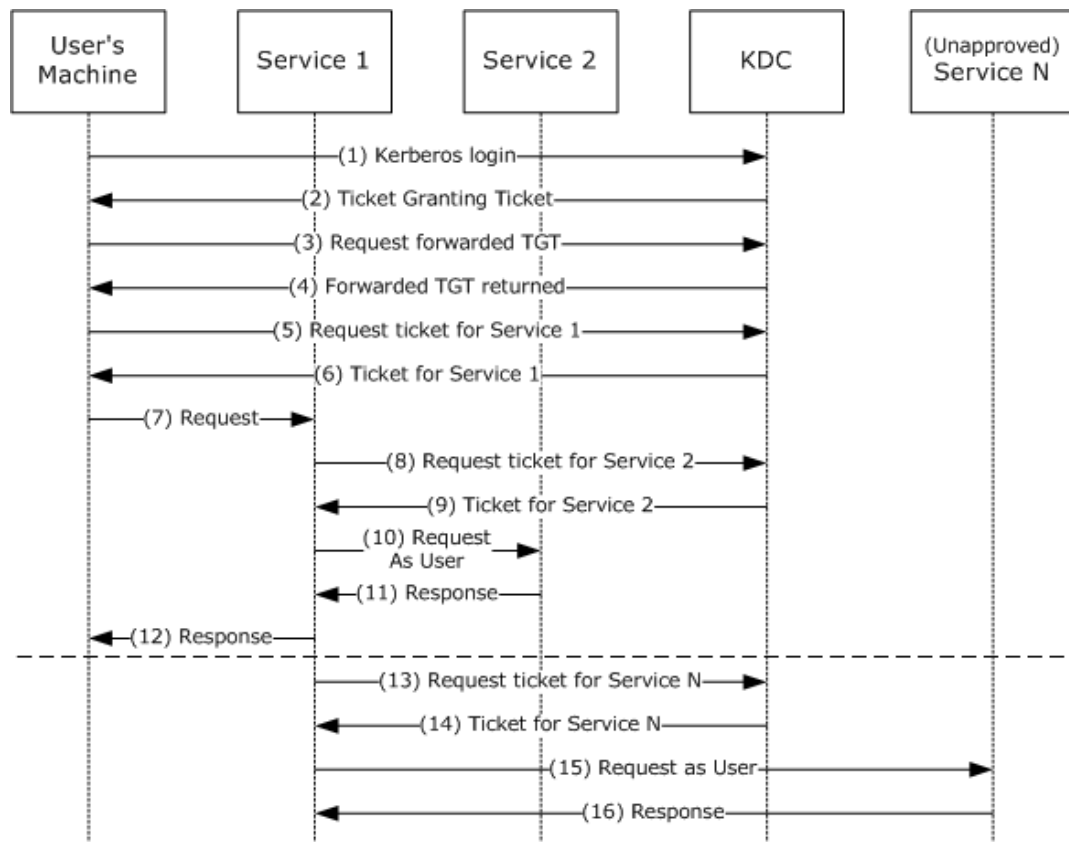 User's
Machine
Service 1
Service 2
KDC
(Unapproved)
Service N
(1) Kerberos login
(2) Ticket Granting Ticket
(3) Request forwarded TGT
(4) Forwarded TGT returned
(5) Request ticket for Service 1
(6) Ticket for Service 1
(7) Request
(8) Request ticket for Service 2
(9) Ticket for Service 2
(10) Request
As User
(11) Response
(12) Response
(13) Request ticket for Service N
(14) Ticket for Service N
(15) Request as User
(16) Response